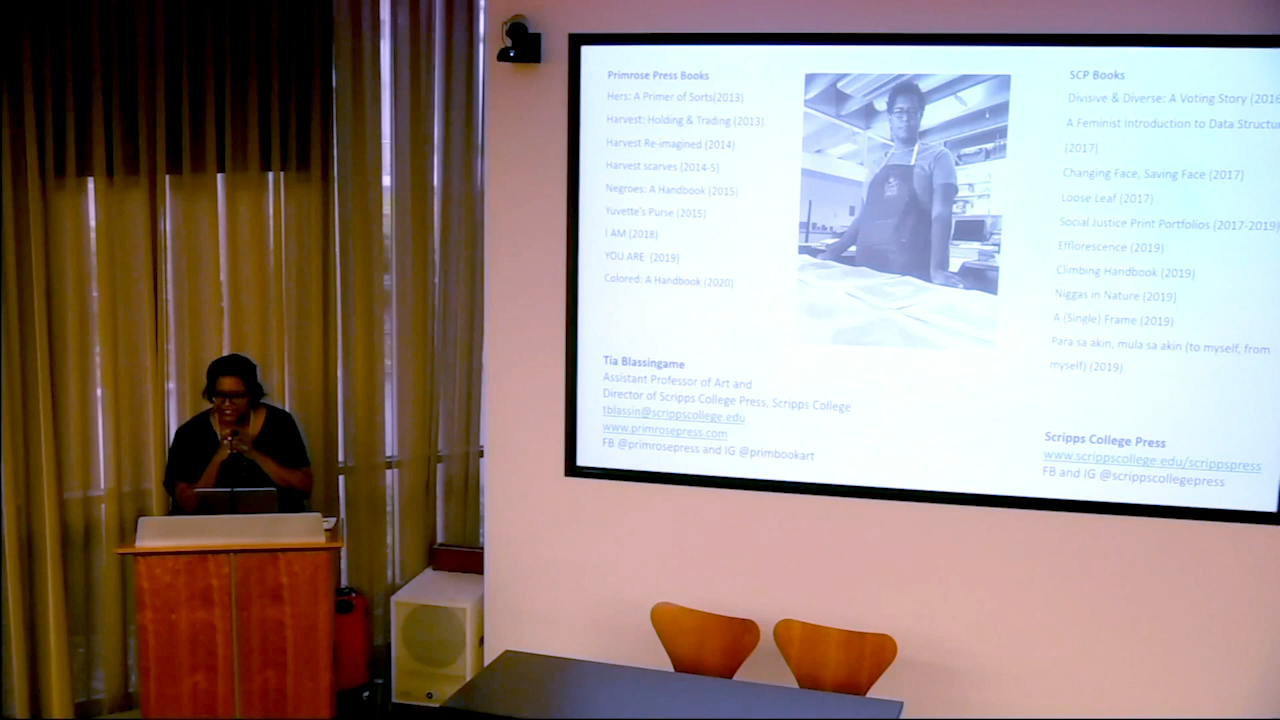 Primrose Press Books
Hers: A Primer of Sorts(2013)
Harvest: Holding & Trading (2013)
Harvest Re-imagined (2014)
Harvest scarves (2014-5)
Negroes: A Handbook (2015)
Yuvette's Purse (2015)
I AM (2018)
YOU ARE (2019)
Colored: A Handbook (2020)
Tia Blassingame
Assistant Professor of Art and
Director of Scripps College Press, Scripps College
tblassin@scrippscollege.edu
www.primrosepress.com
FB @primrosepress and IG @primbookart
SCP Books
Divisive & Diverse: A Voting Story (2016
A Feminist Introduction to Data Structu
(2017)
Changing Face, Saving Face (2017)
Loose Leaf (2017)
Social Justice Print Portfolios (2017-2019)
Efflorescence (2019)
Climbing Handbook (2019)
Niggas in Nature (2019)
A (Single) Frame (2019)
Para sa akin, mula sa akin (to myself, from
myself) (2019)
Scripps College Press
www.scrippscollege.edu/scrippspress
FB and IG @scrippscollegepress